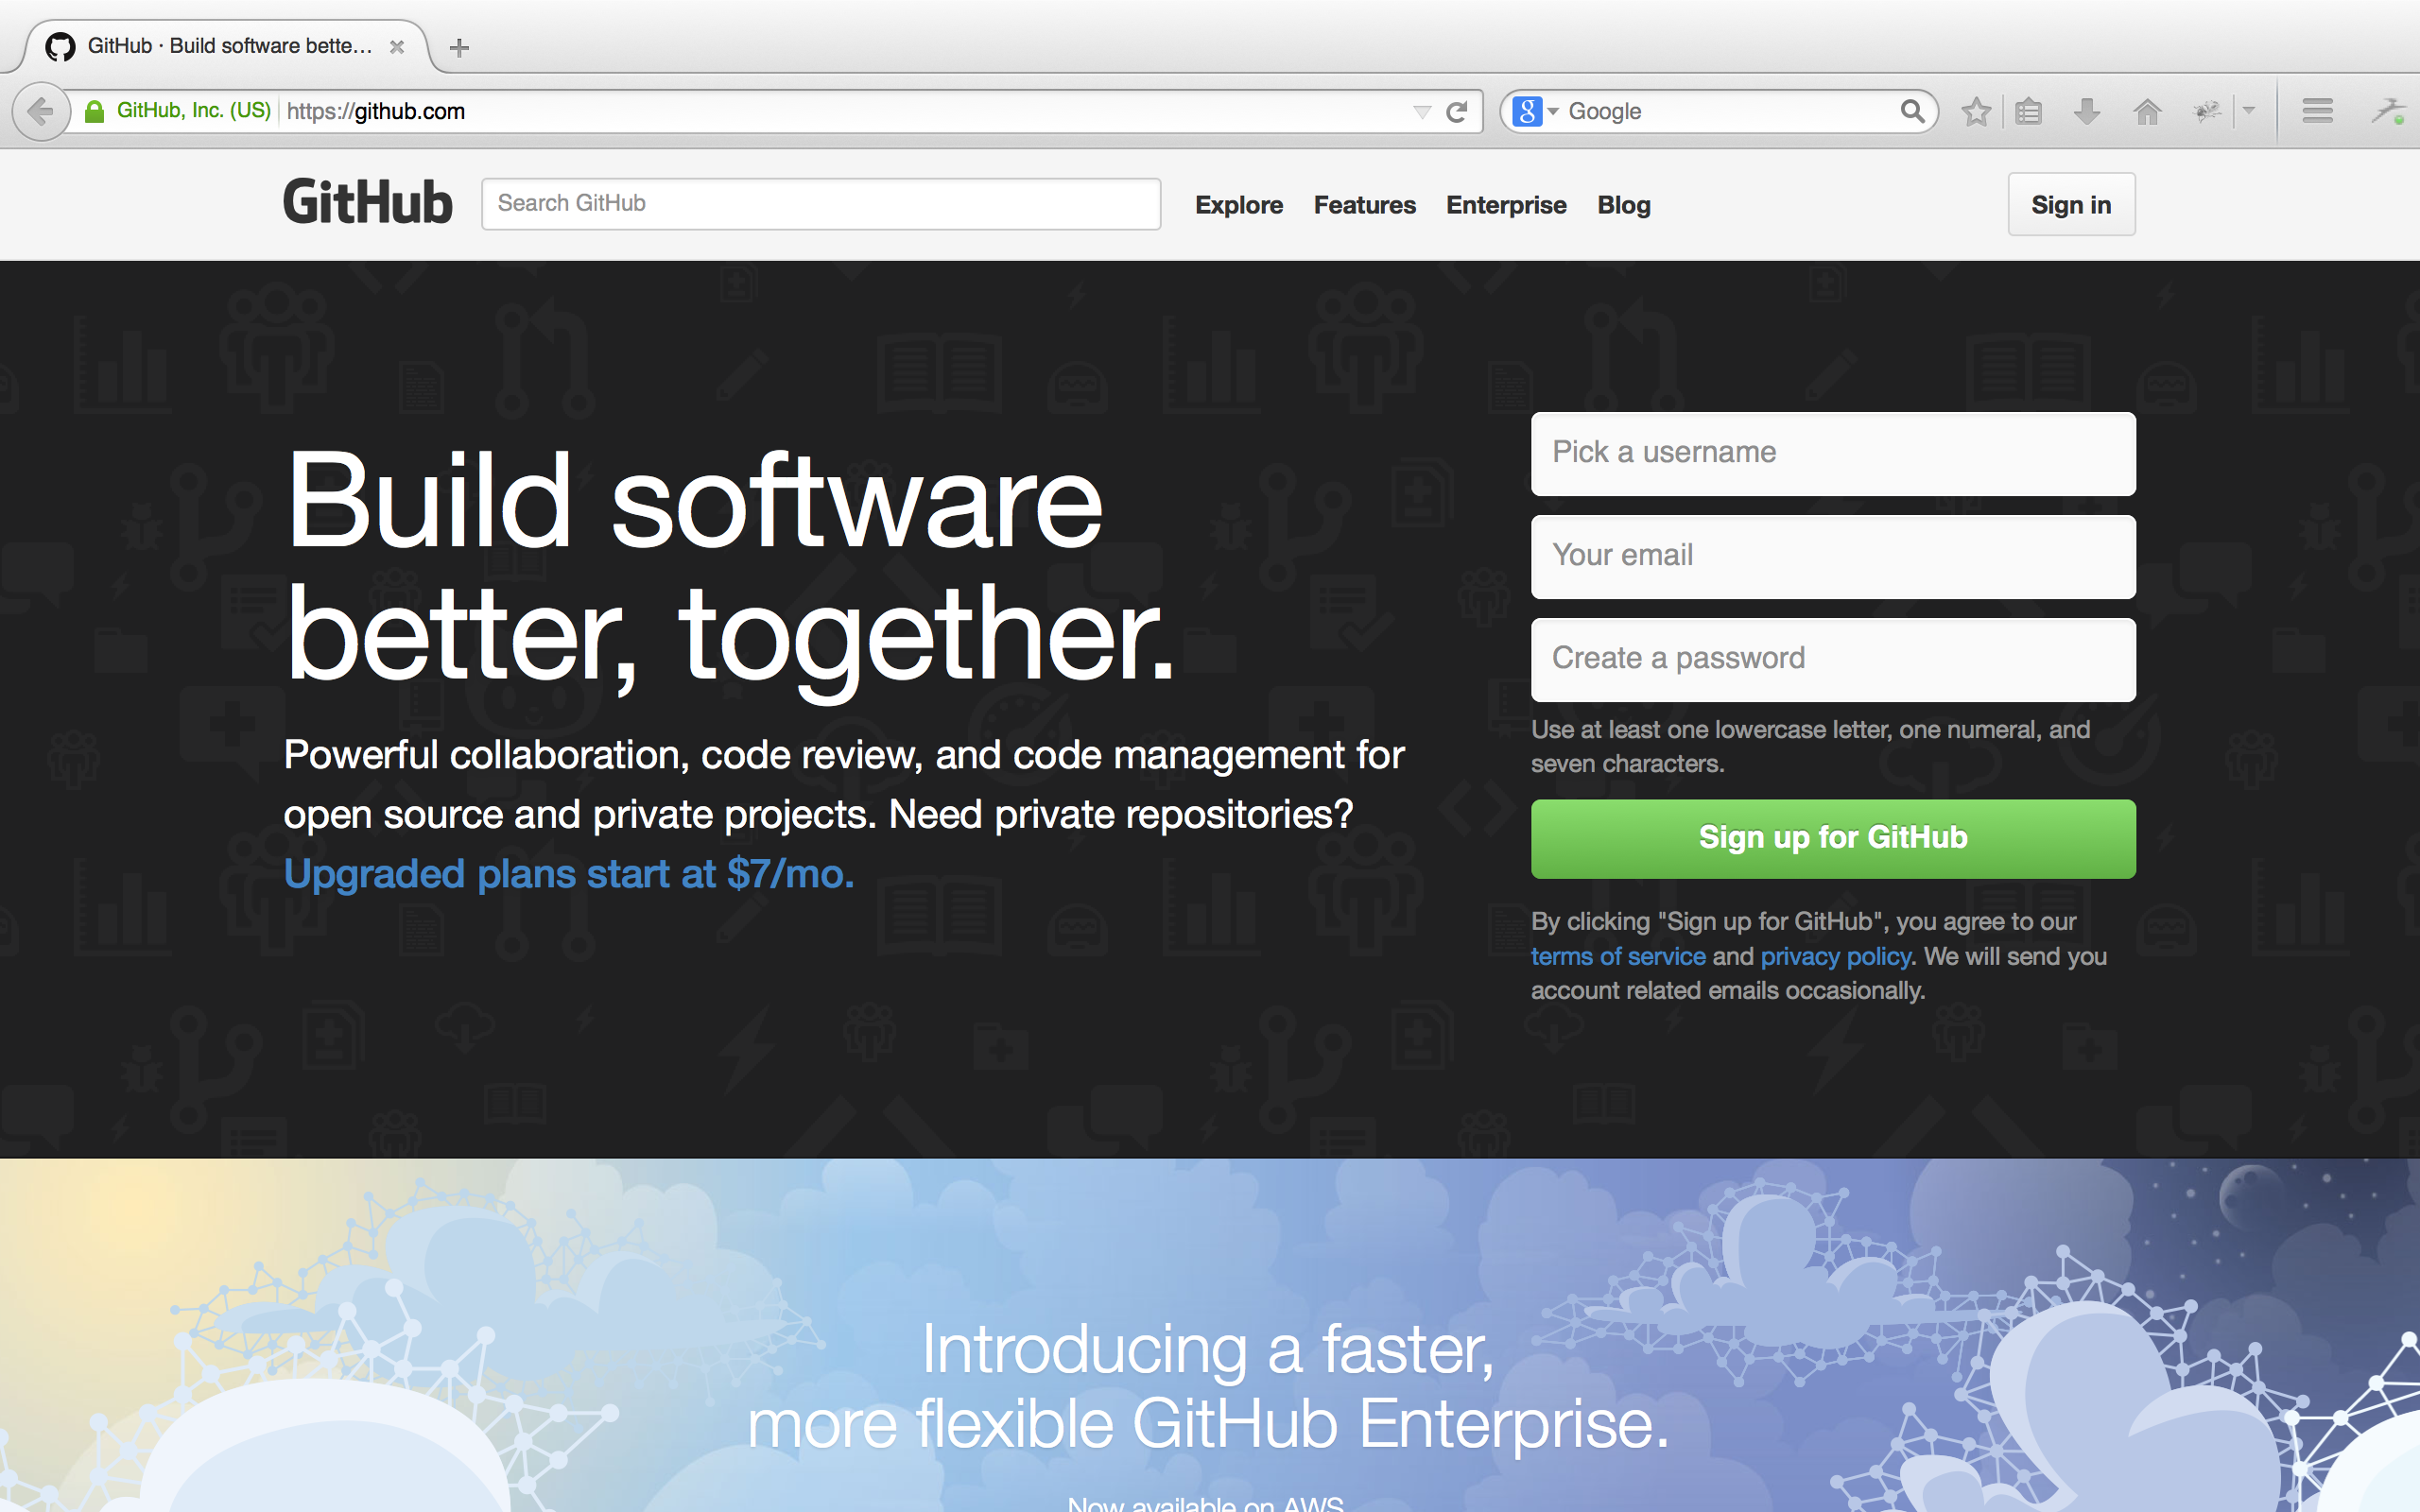 GitHub · Build software bette...
GitHub, Inc. (US) https://github.com
Google
GitHub
Search GitHub
Explore Features Enterprise Blog
Sign in
Build software
better, together.
Powerful collaboration, code review, and code management for
open source and private projects. Need private repositories?
Upgraded plans start at $7/mo.
Pick a username
Your email
Create a password
Use at least one lowercase letter, one numeral, and
seven characters.
Sign up for GitHub
By clicking "Sign up for GitHub", you agree to our
terms of service and privacy policy. We will send you
account related emails occasionally.
Introducing a faster,
more flexible GitHub Enterprise.
Now available on AWS